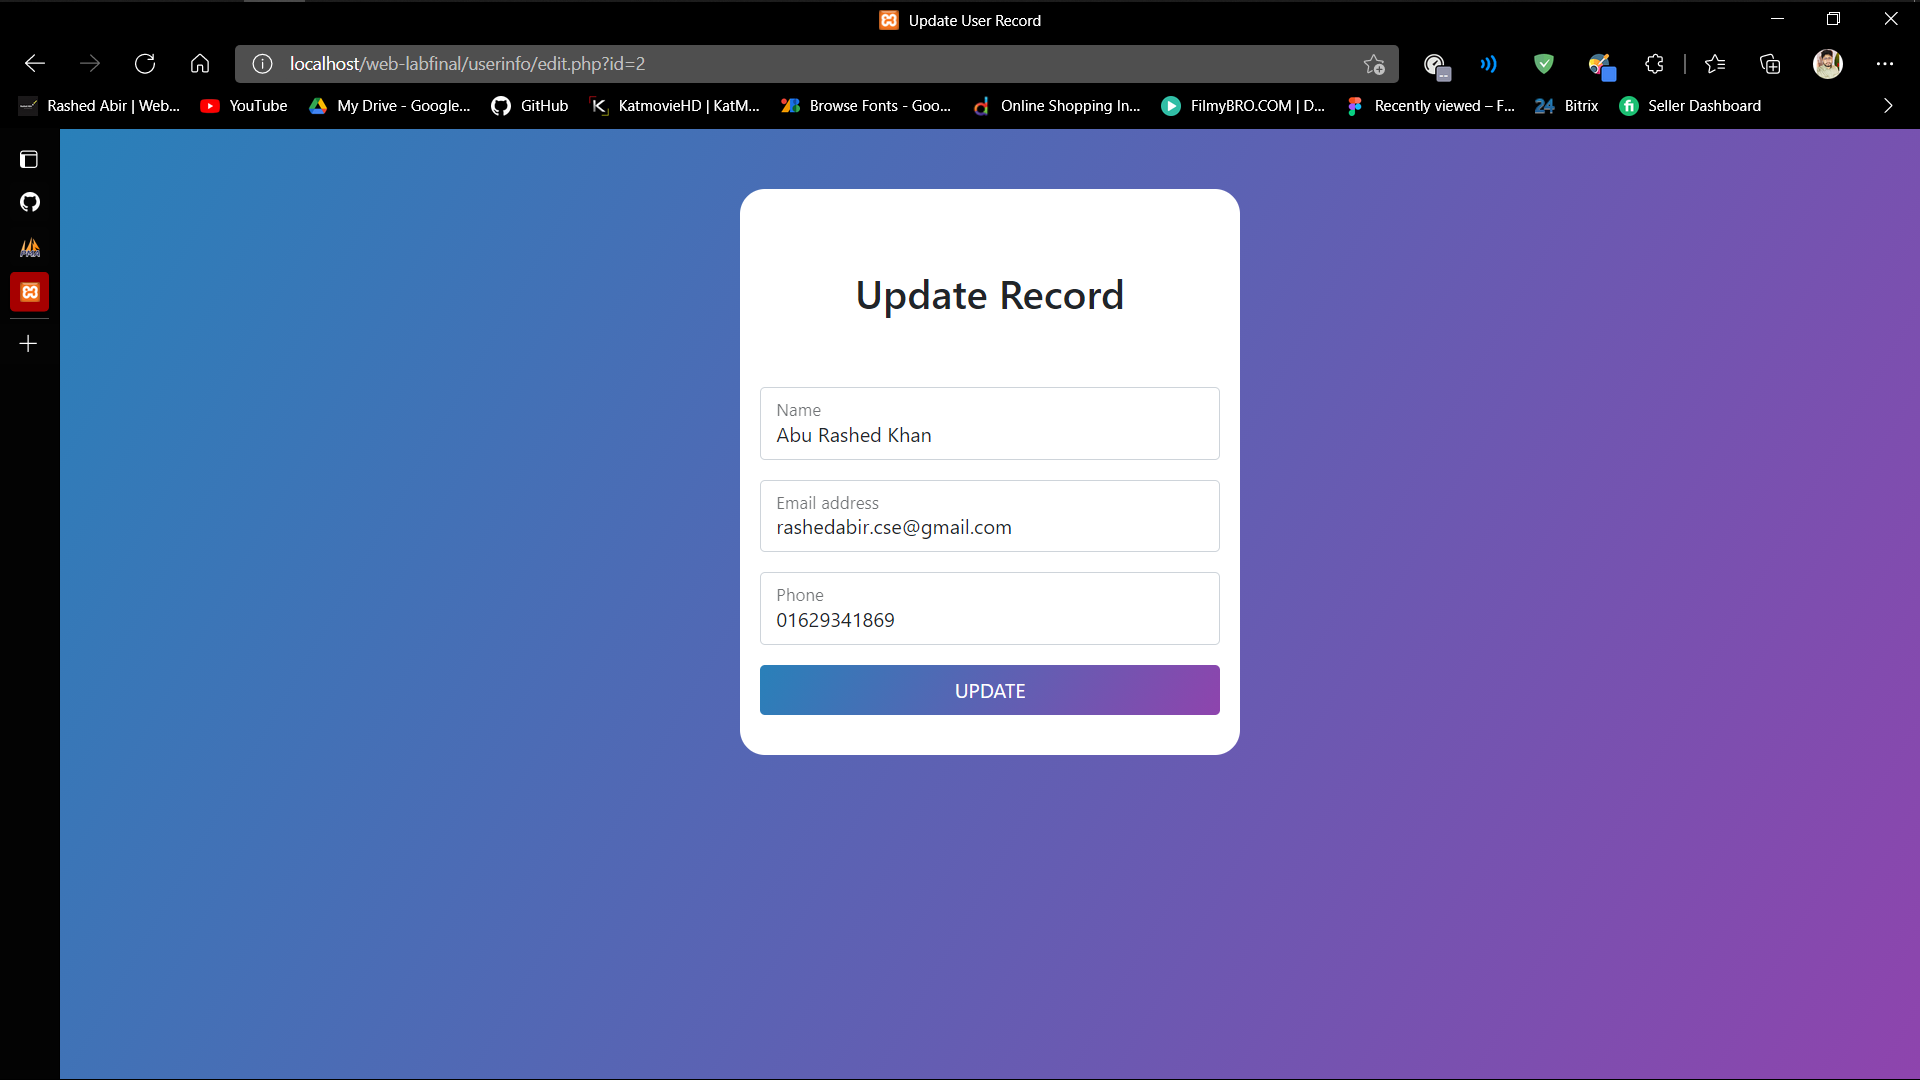 Update User Record
localhost/web-labfinal/userinfo/edit.php?id=2
Rashed Abir | Web... YouTube My Drive - Google... GitHub KatmovieHD | KatM... Browse Fonts - Goo... Online Shopping In... FilmyBRO.COM | D... Recently viewed – F... 24 Bitrix Seller Dashboard
Update Record
Name
Abu Rashed Khan
Email address
rashedabir.cse@gmail.com
Phone
01629341869
UPDATE